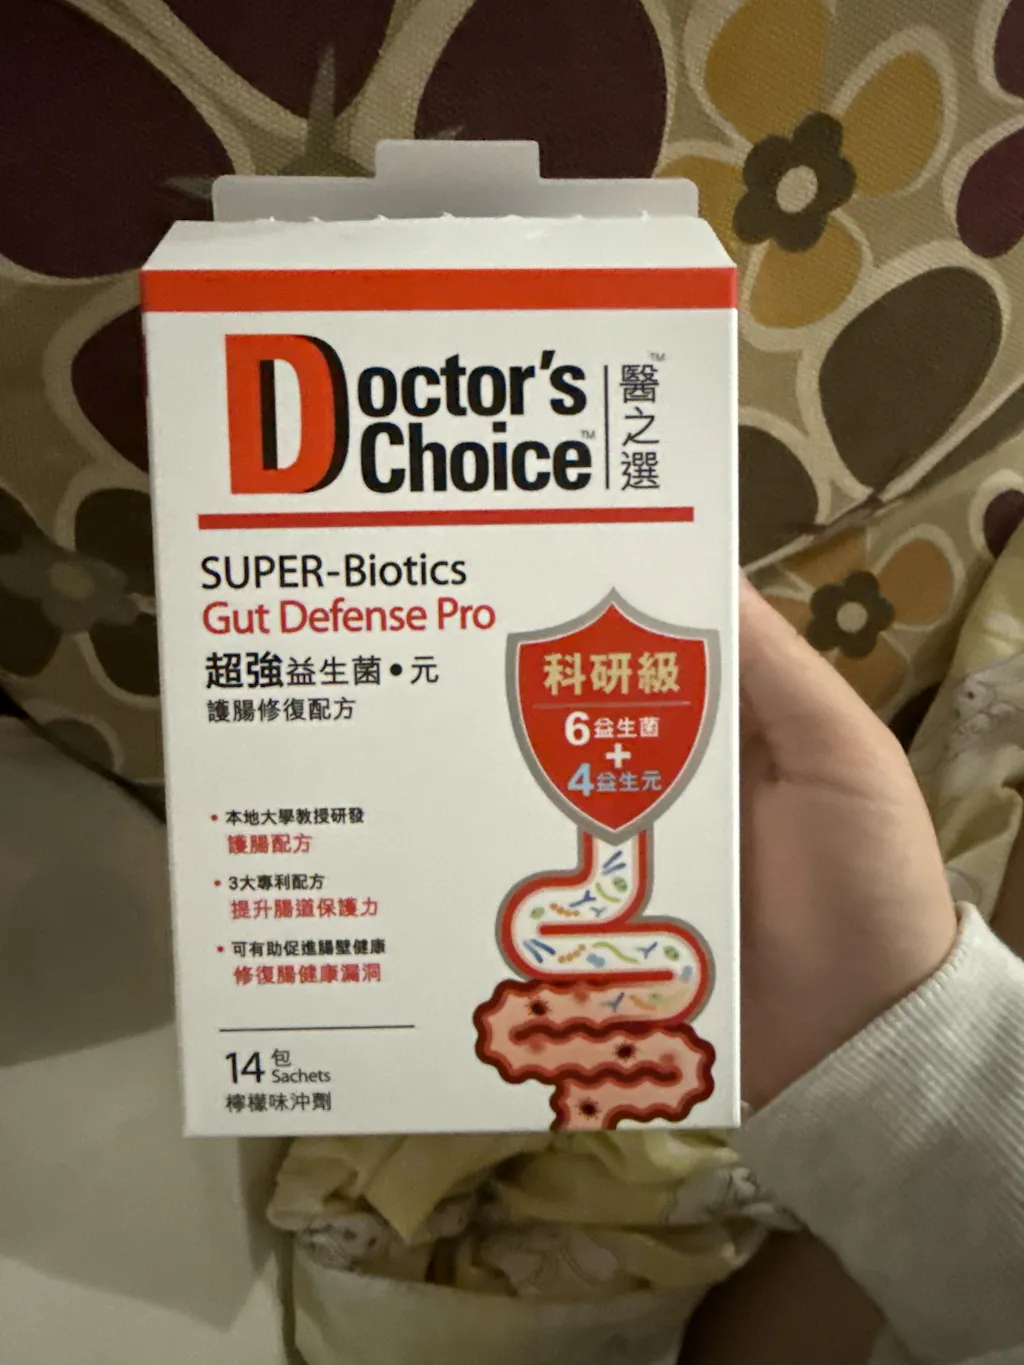 Doctor's
Choice™
醫之選™
SUPER-Biotics
Gut Defense Pro
超強益生菌•元
護腸修復配方
科研級
6益生菌
+
4益生元
• 本地大學教授研發
護腸配方
• 3大專利配方
提升腸道保護力
• 可有助促進腸壁健康
修復腸健康漏洞
14包
Sachets
檸檬味沖劑